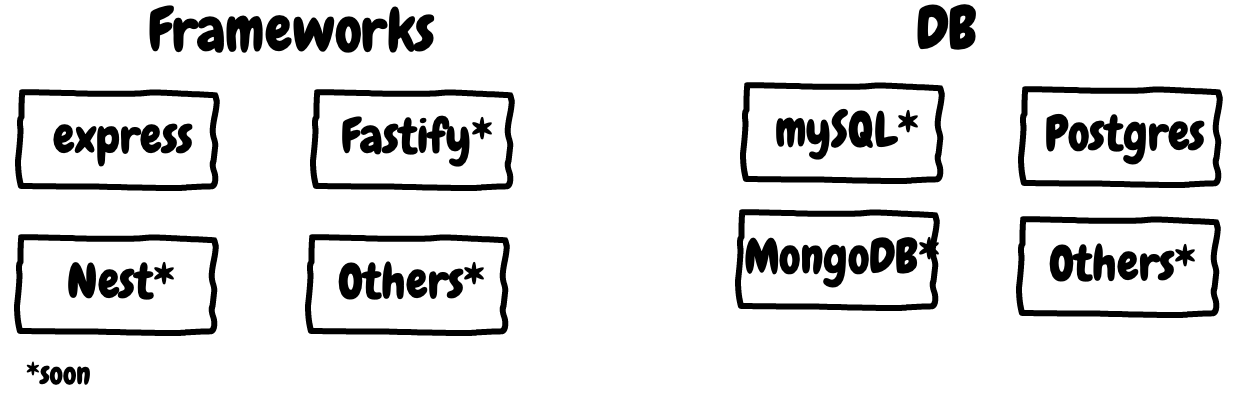 Frameworks
express
Fastify*
Nest*
Others*
*soon
DB
mySQL*
Postgres
MongoDB*
Others*